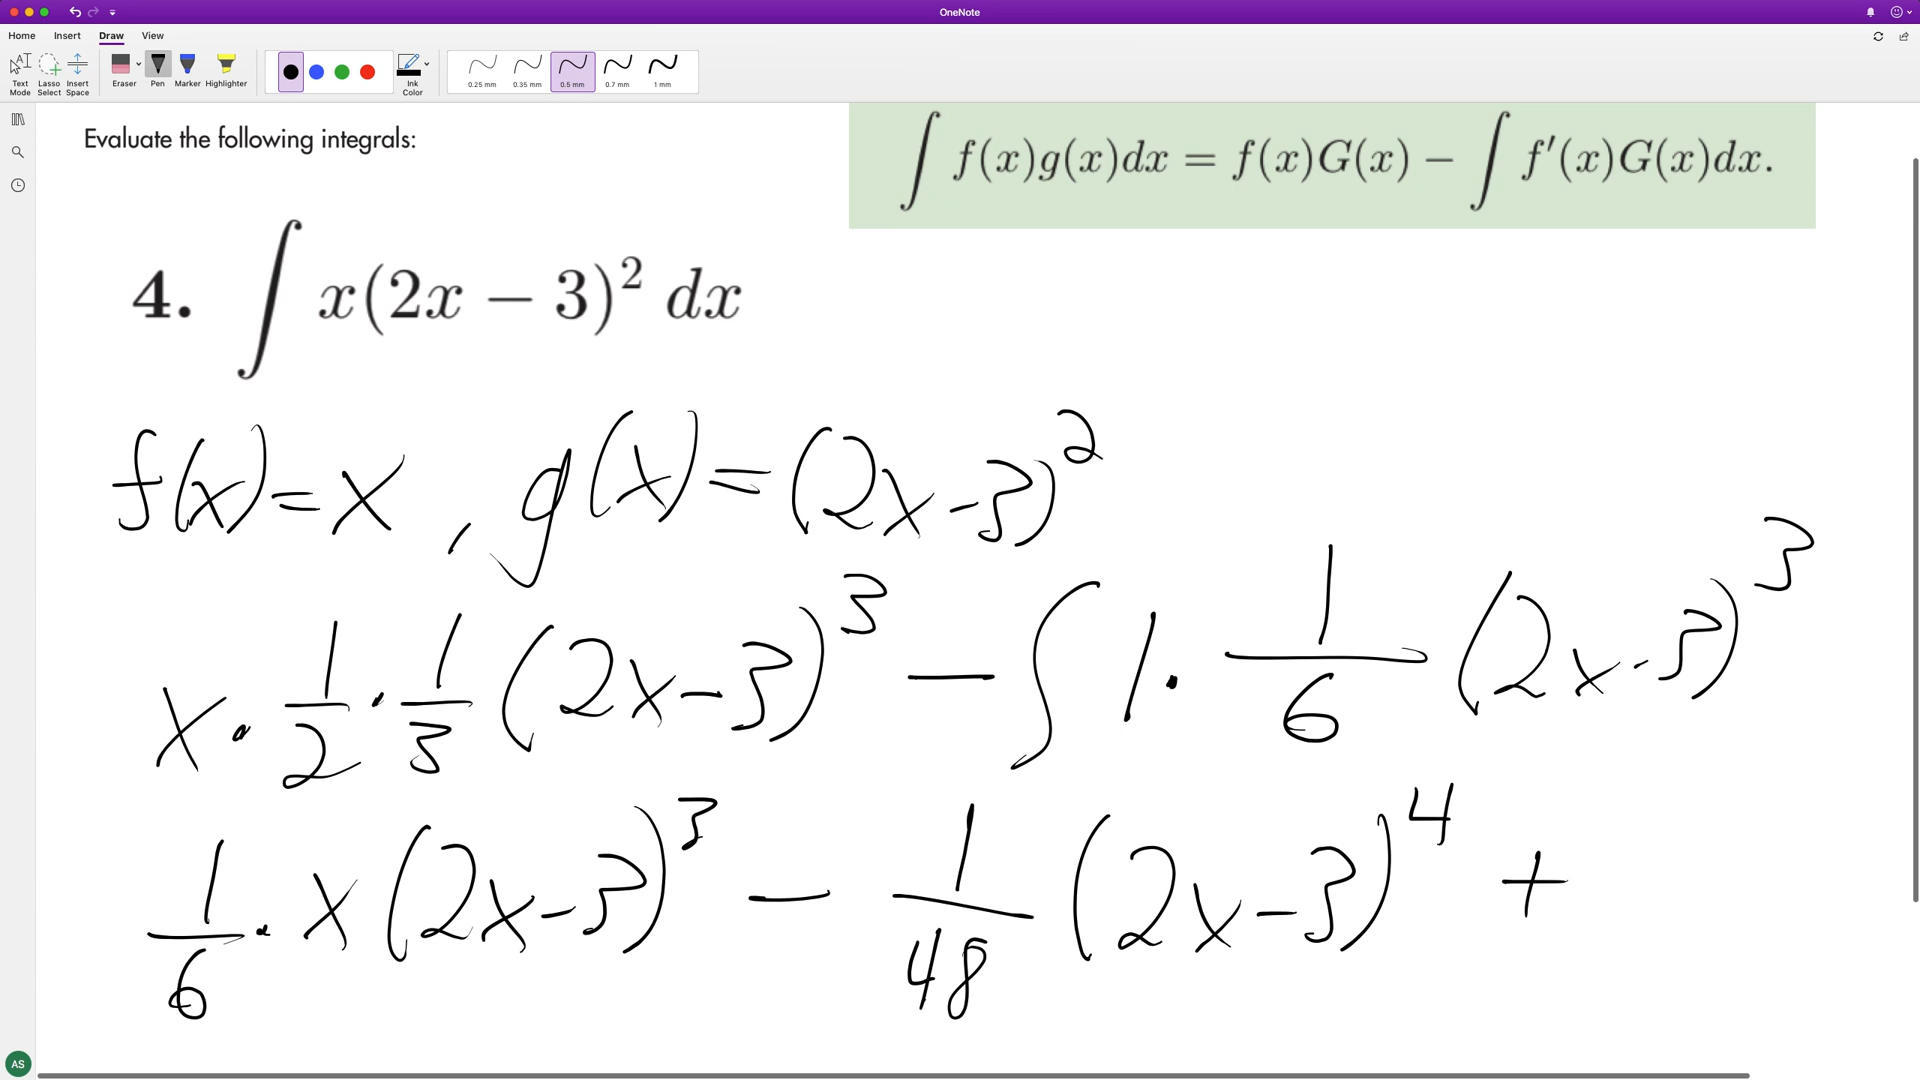 OneNote
Home Insert Draw View
Text Mode Lasso Select Insert Space Eraser Pen Marker Highlighter Ink Color 0.25 mm 0.35 mm 0.5 mm 0.7 mm 1 mm
Evaluate the following integrals:
∫ f(x)g(x)dx = f(x)G(x) − ∫ f′(x)G(x)dx.
4. ∫ x(2x − 3)² dx
f(x)=x , g(x)=(2x-3)²
x · 1/2 · 1/3 (2x-3)³ − ∫ 1 · 1/6 (2x-3)³
1/6 · x(2x-3)³ − 1/48 (2x-3)⁴ +
AS